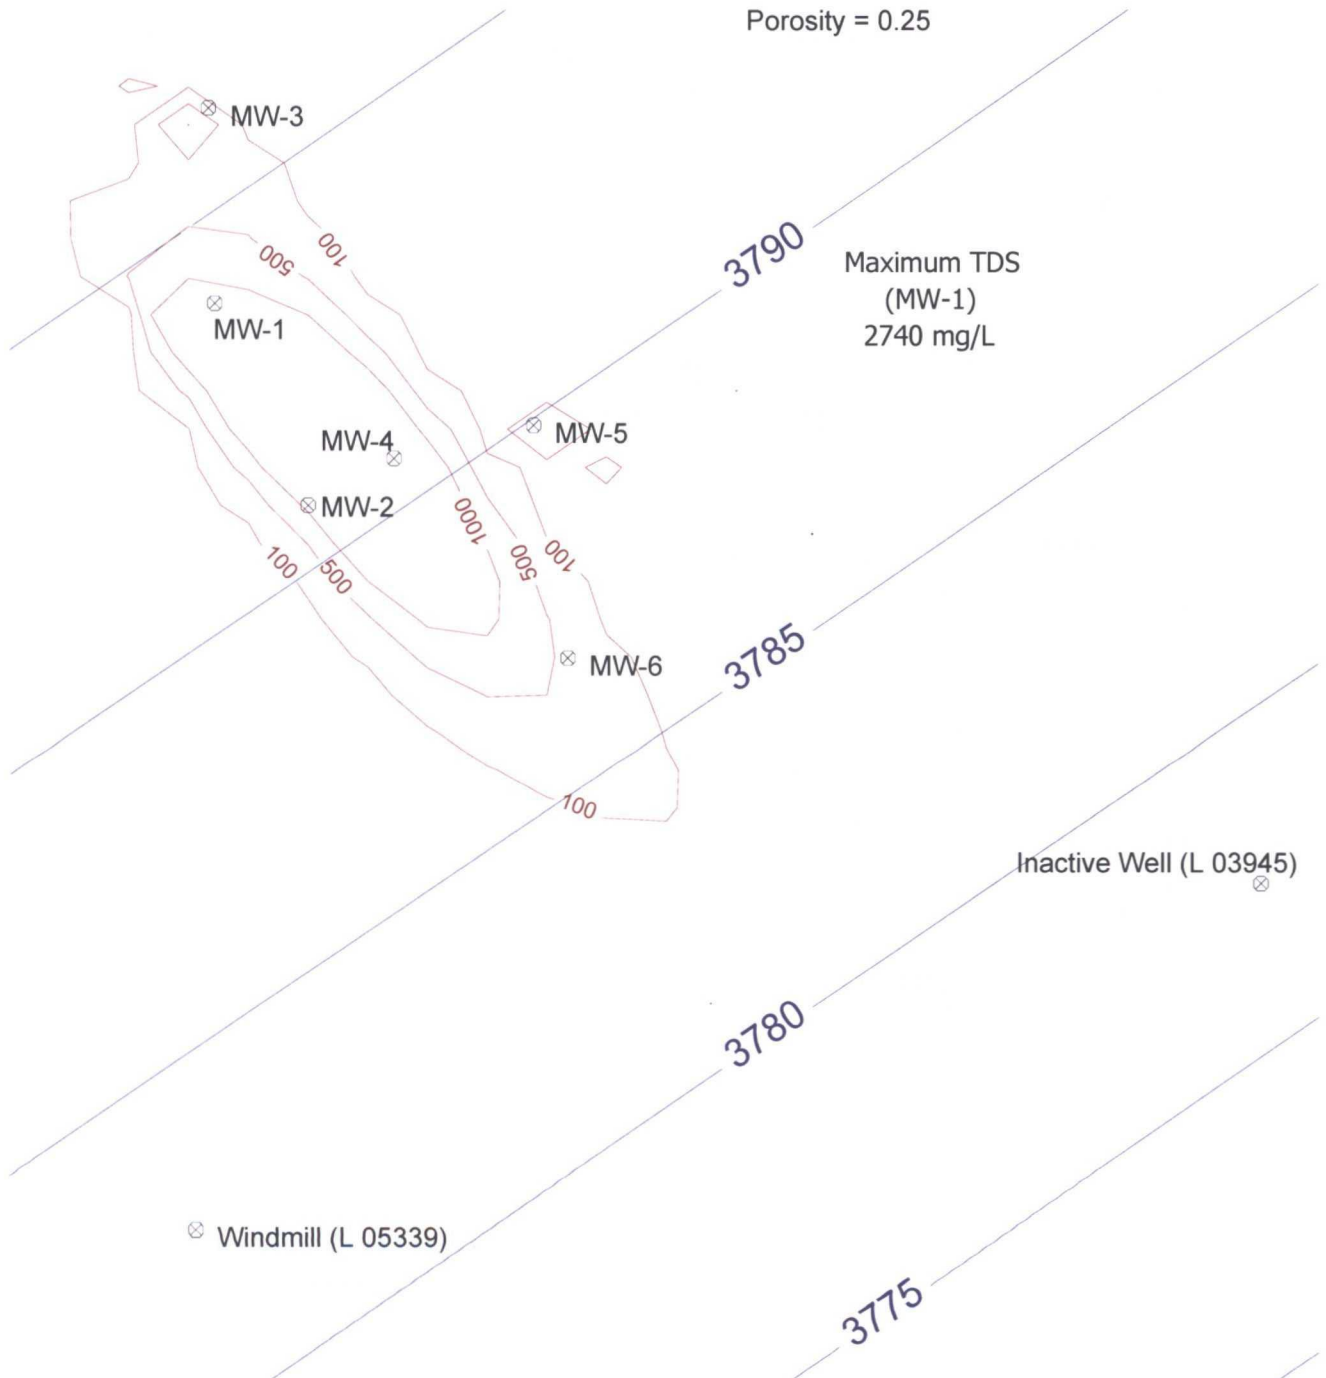 Porosity = 0.25
MW-3
3790
Maximum TDS
(MW-1)
2740 mg/L
100
500
MW-1
MW-5
MW-4
MW-2
1000
100
500
100
500
MW-6
3785
100
Inactive Well (L 03945)
3780
Windmill (L 05339)
3775